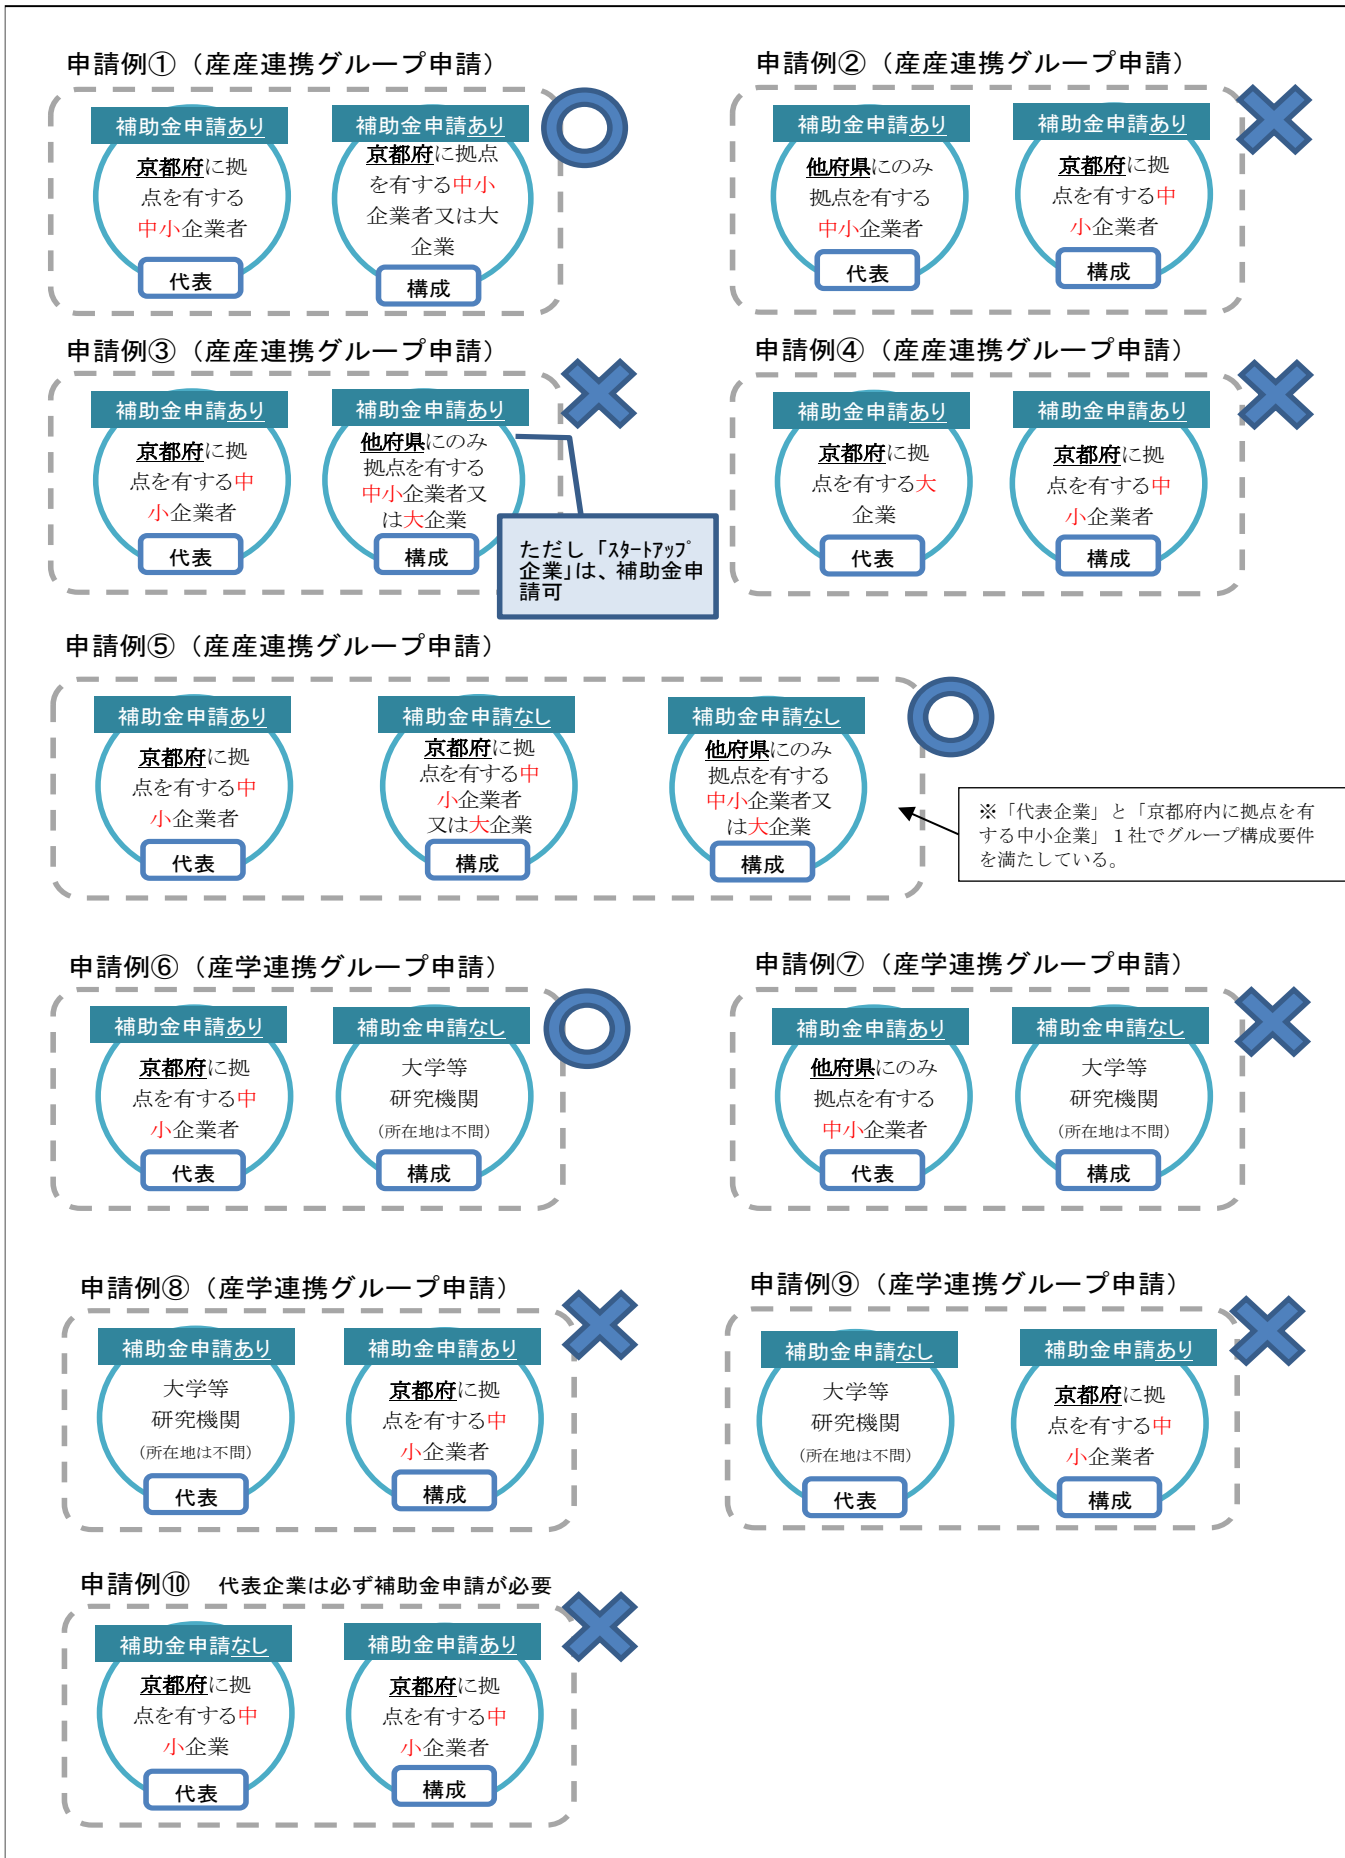 申請例①（産産連携グループ申請）
補助金申請あり
京都府に拠
点を有する
中小企業者
代表
補助金申請あり
京都府に拠点
を有する中小
企業者又は大
企業
構成
申請例②（産産連携グループ申請）
補助金申請あり
他府県にのみ
拠点を有する
中小企業者
代表
補助金申請あり
京都府に拠
点を有する中
小企業者
構成
申請例③（産産連携グループ申請）
補助金申請あり
京都府に拠
点を有する中
小企業者
代表
補助金申請あり
他府県にのみ
拠点を有する
中小企業者又
は大企業
構成
ただし「ｽﾀｰﾄｱｯﾌﾟ
企業」は、補助金申
請可
申請例④（産産連携グループ申請）
補助金申請あり
京都府に拠
点を有する大
企業
代表
補助金申請あり
京都府に拠
点を有する中
小企業者
構成
申請例⑤（産産連携グループ申請）
補助金申請あり
京都府に拠
点を有する中
小企業者
代表
補助金申請なし
京都府に拠
点を有する中
小企業者
又は大企業
構成
補助金申請なし
他府県にのみ
拠点を有する
中小企業者又
は大企業
構成
※「代表企業」と「京都府内に拠点を有
する中小企業」１社でグループ構成要件
を満たしている。
申請例⑥（産学連携グループ申請）
補助金申請あり
京都府に拠
点を有する中
小企業者
代表
補助金申請なし
大学等
研究機関
（所在地は不問）
構成
申請例⑦（産学連携グループ申請）
補助金申請あり
他府県にのみ
拠点を有する
中小企業者
代表
補助金申請なし
大学等
研究機関
（所在地は不問）
構成
申請例⑧（産学連携グループ申請）
補助金申請あり
大学等
研究機関
（所在地は不問）
代表
補助金申請あり
京都府に拠
点を有する中
小企業者
構成
申請例⑨（産学連携グループ申請）
補助金申請なし
大学等
研究機関
（所在地は不問）
代表
補助金申請あり
京都府に拠
点を有する中
小企業者
構成
申請例⑩　代表企業は必ず補助金申請が必要
補助金申請なし
京都府に拠
点を有する中
小企業
代表
補助金申請あり
京都府に拠
点を有する中
小企業者
構成